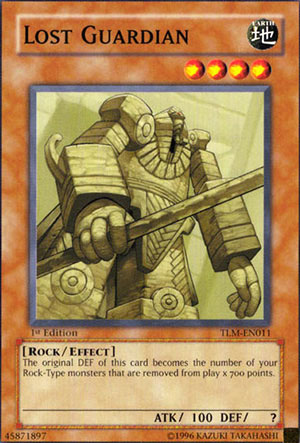 LOST GUARDIAN
EARTH
地
1st Edition
TLM-EN011
[ROCK/EFFECT]
The original DEF of this card becomes the number of your
Rock-Type monsters that are removed from play x 700 points.
ATK/ 100 DEF/ ?
45871897
©1996 KAZUKI TAKAHASHI